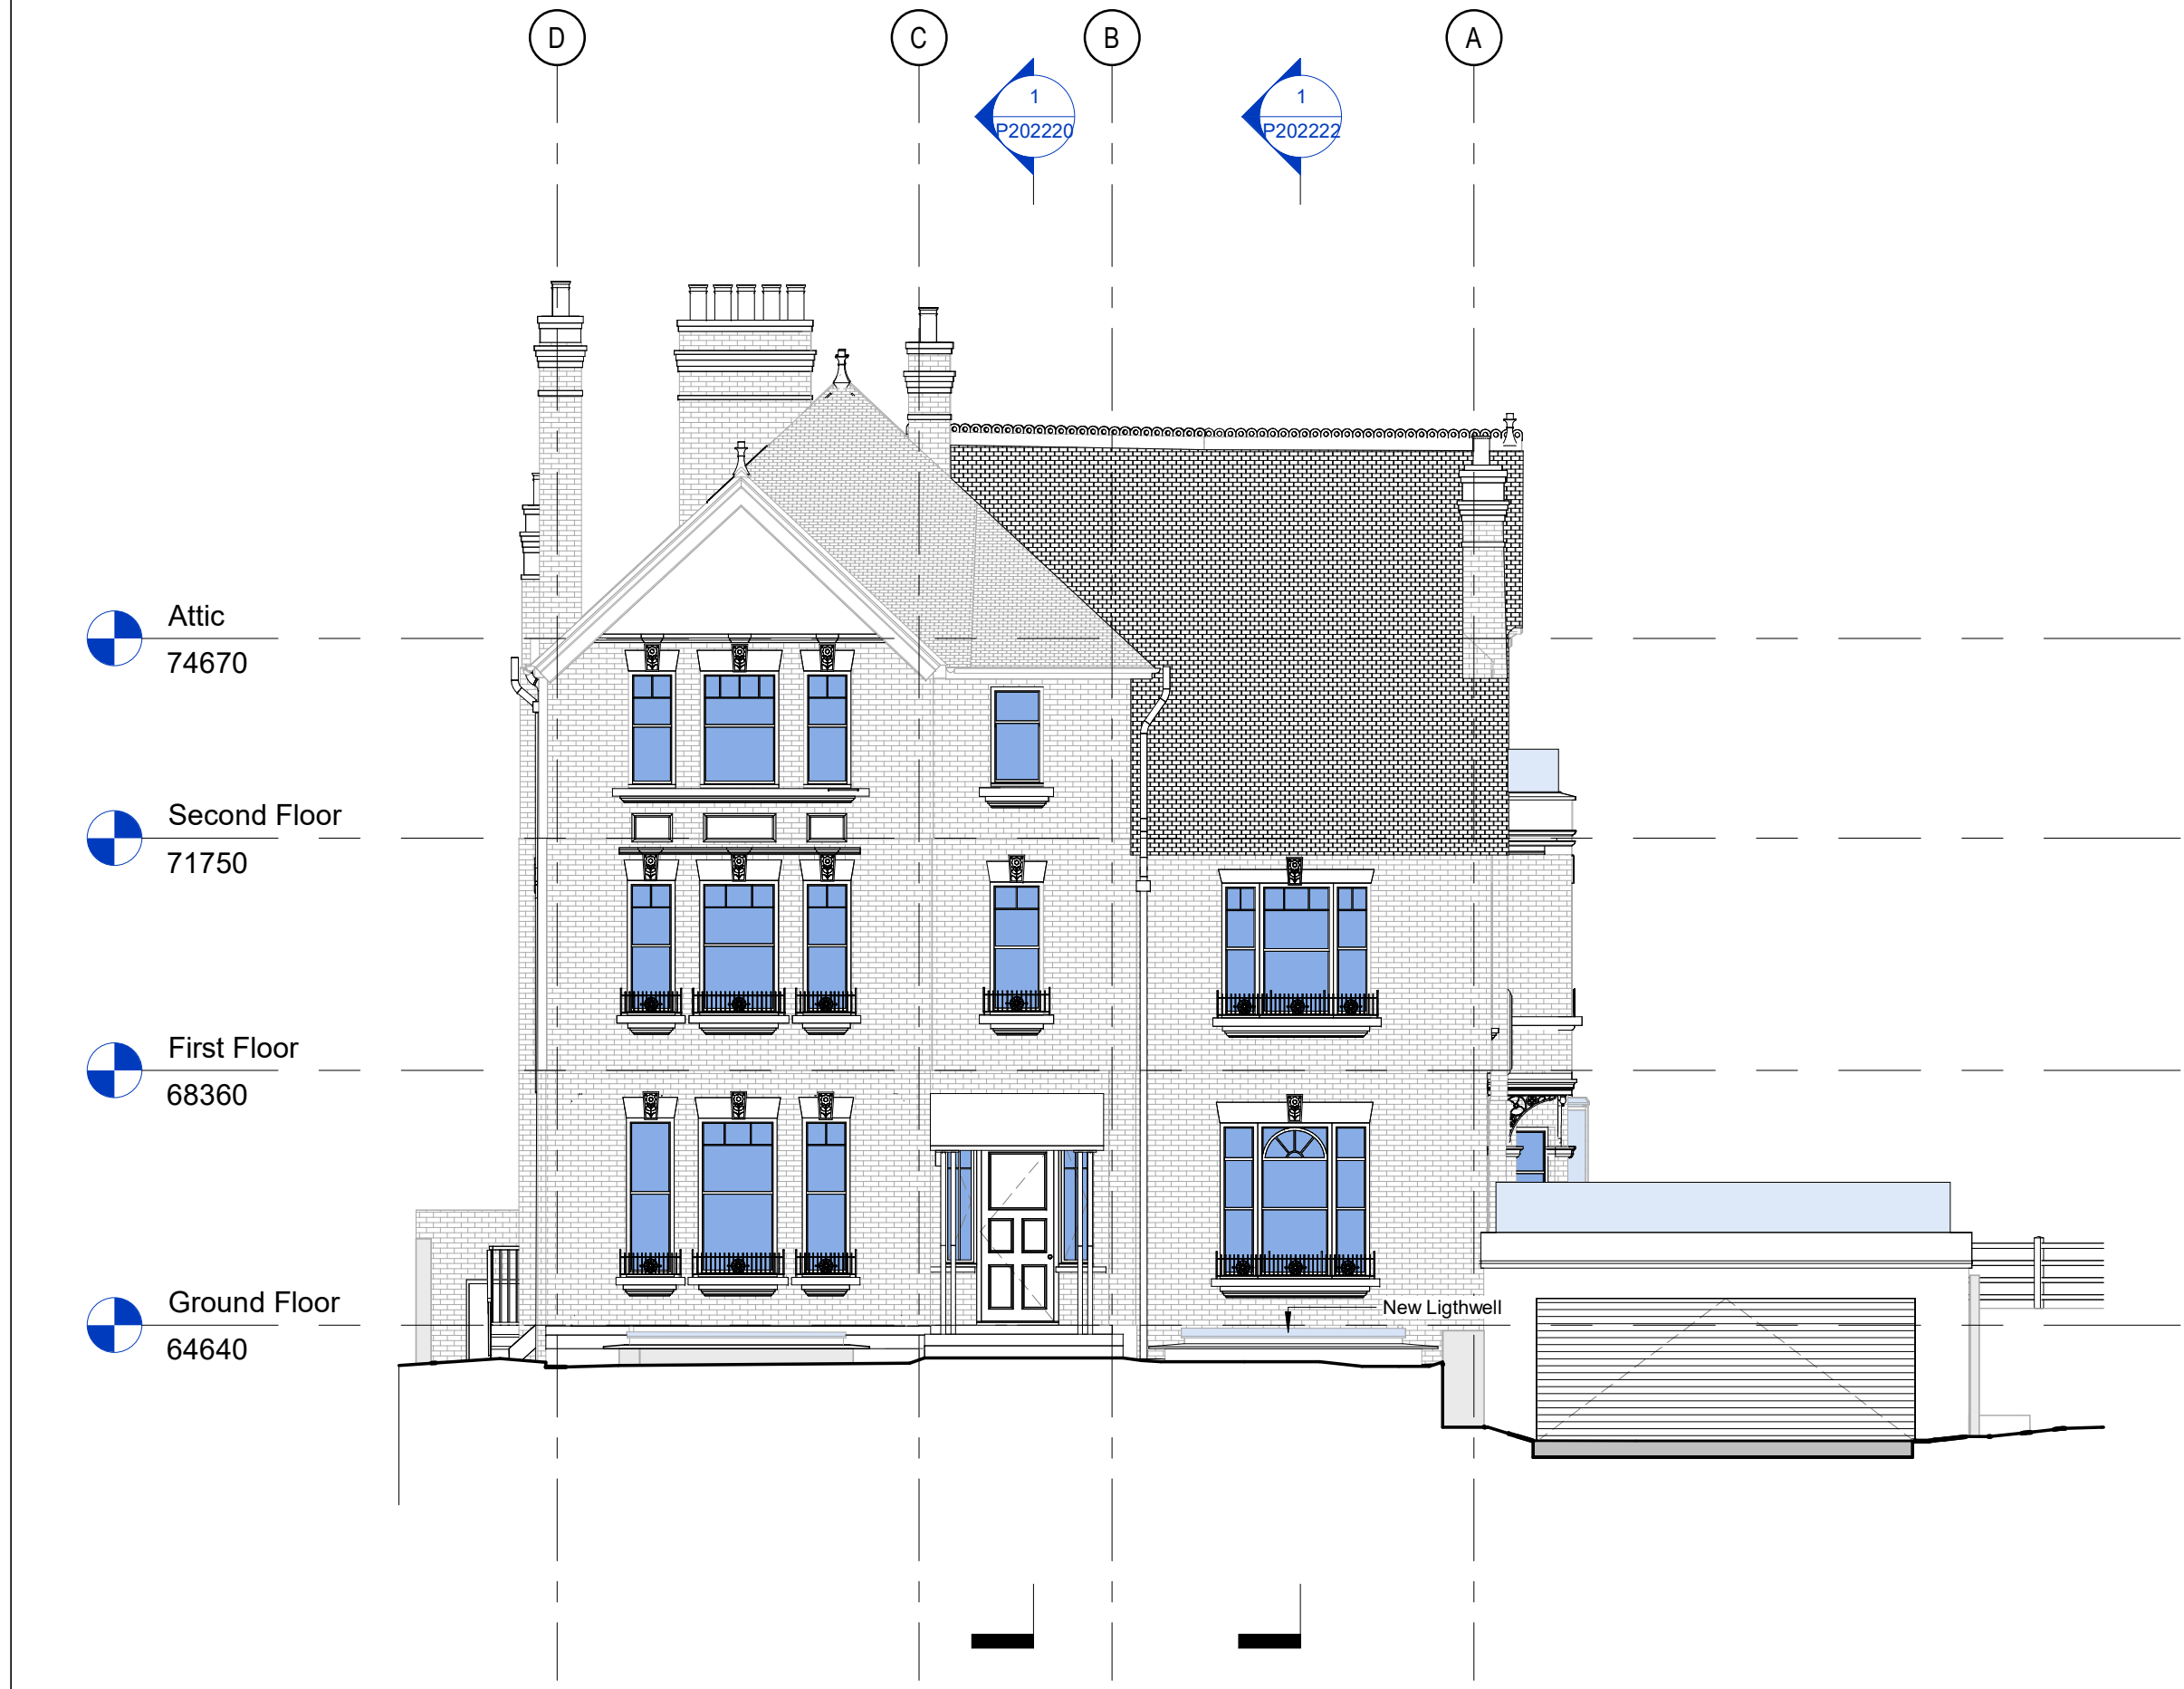 D
C
B
A
1
P202220
1
P202222
Attic
74670
Second Floor
71750
First Floor
68360
Ground Floor
64640
New Ligthwell